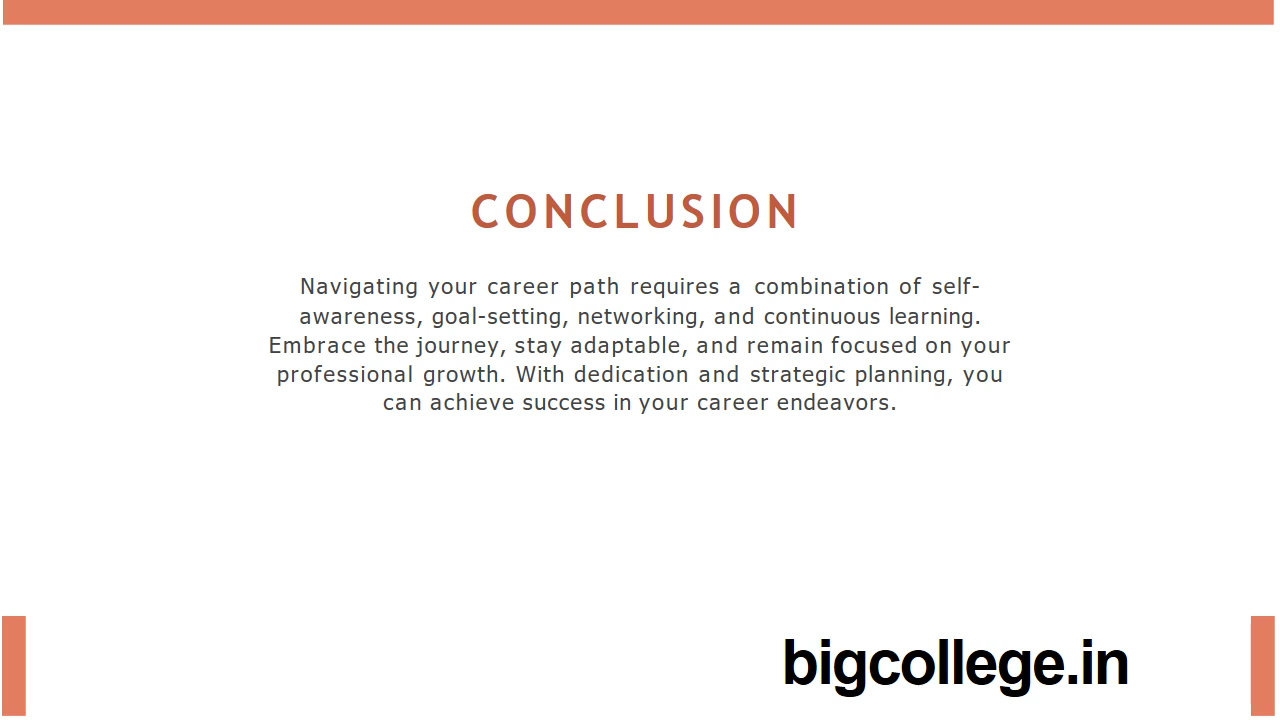 CONCLUSION
Navigating your career path requires a combination of self-
awareness, goal-setting, networking, and continuous learning.
Embrace the journey, stay adaptable, and remain focused on your
professional growth. With dedication and strategic planning, you
can achieve success in your career endeavors.
bigcollege.in